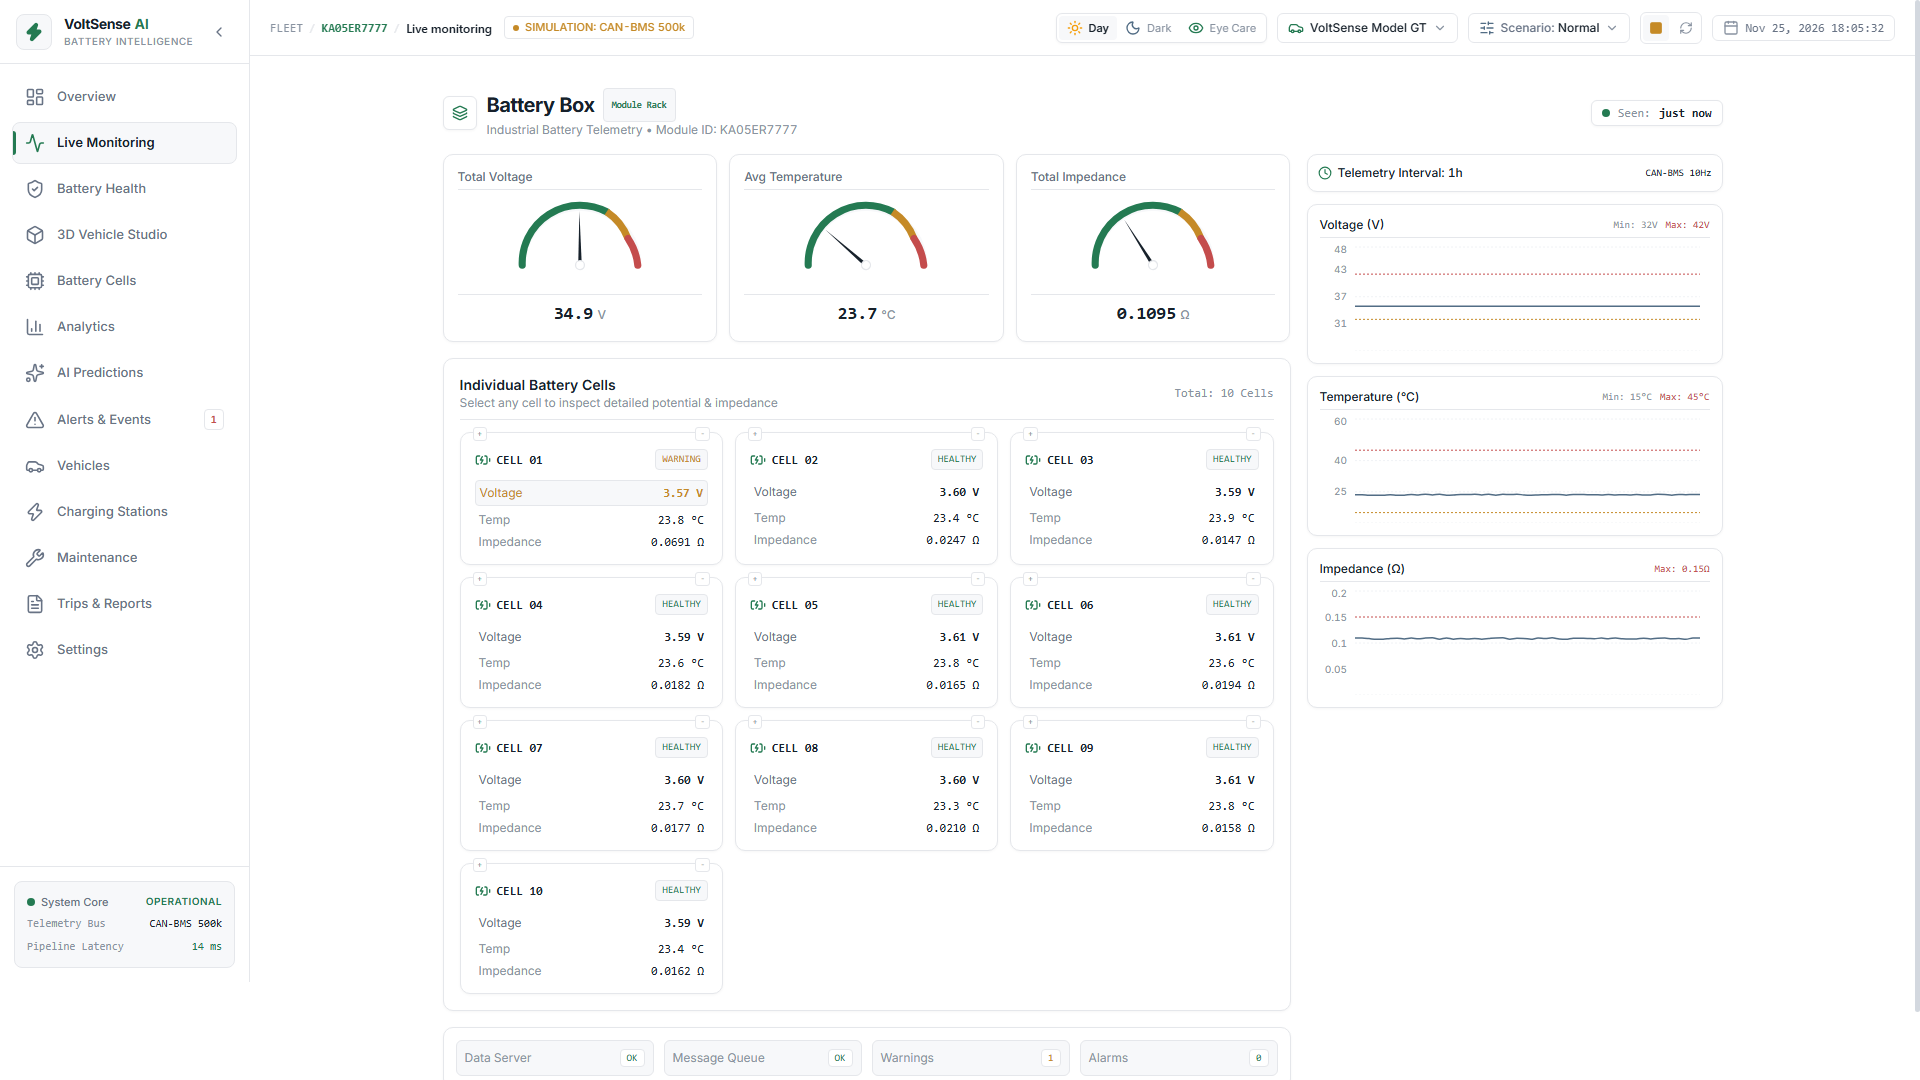 VoltSense AI
BATTERY INTELLIGENCE
Overview
Live Monitoring
Battery Health
3D Vehicle Studio
Battery Cells
Analytics
AI Predictions
Alerts & Events 1
Vehicles
Charging Stations
Maintenance
Trips & Reports
Settings
System Core OPERATIONAL
Telemetry Bus CAN-BMS 500k
Pipeline Latency 14 ms
FLEET / KA05ER7777 / Live monitoring SIMULATION: CAN-BMS 500k
Day Dark Eye Care VoltSense Model GT Scenario: Normal Nov 25, 2026 18:05:32
Battery Box Module Rack
Industrial Battery Telemetry • Module ID: KA05ER7777
Seen: just now
Total Voltage
34.9 V
Avg Temperature
23.7 °C
Total Impedance
0.1095 Ω
Individual Battery Cells
Select any cell to inspect detailed potential & impedance
Total: 10 Cells
+ -
CELL 01 WARNING
Voltage 3.57 V
Temp 23.8 °C
Impedance 0.0691 Ω
+ -
CELL 02 HEALTHY
Voltage 3.60 V
Temp 23.4 °C
Impedance 0.0247 Ω
+ -
CELL 03 HEALTHY
Voltage 3.59 V
Temp 23.9 °C
Impedance 0.0147 Ω
+ -
CELL 04 HEALTHY
Voltage 3.59 V
Temp 23.6 °C
Impedance 0.0182 Ω
+ -
CELL 05 HEALTHY
Voltage 3.61 V
Temp 23.8 °C
Impedance 0.0165 Ω
+ -
CELL 06 HEALTHY
Voltage 3.61 V
Temp 23.6 °C
Impedance 0.0194 Ω
+ -
CELL 07 HEALTHY
Voltage 3.60 V
Temp 23.7 °C
Impedance 0.0177 Ω
+ -
CELL 08 HEALTHY
Voltage 3.60 V
Temp 23.3 °C
Impedance 0.0210 Ω
+ -
CELL 09 HEALTHY
Voltage 3.61 V
Temp 23.8 °C
Impedance 0.0158 Ω
+ -
CELL 10 HEALTHY
Voltage 3.59 V
Temp 23.4 °C
Impedance 0.0162 Ω
Data Server OK
Message Queue OK
Warnings 1
Alarms 0
Telemetry Interval: 1h CAN-BMS 10Hz
Voltage (V) Min: 32V Max: 42V
48
43
37
31
Temperature (°C) Min: 15°C Max: 45°C
60
40
25
Impedance (Ω) Max: 0.15Ω
0.2
0.15
0.1
0.05